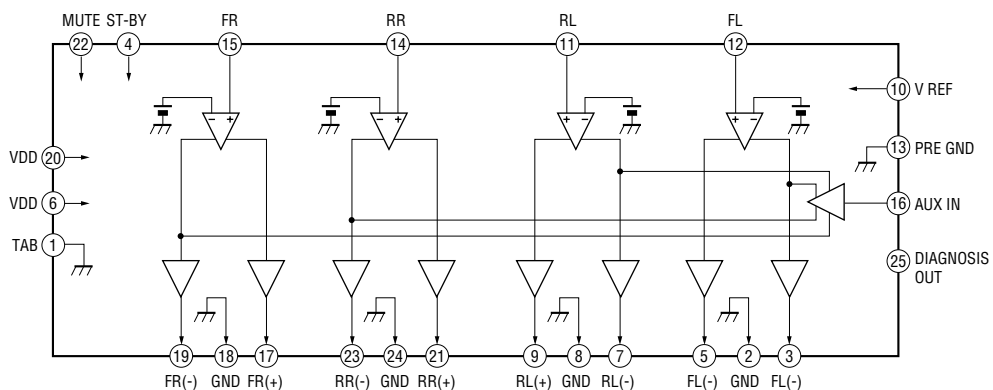 MUTE ST-BY FR RR RL FL
22 4 15 14 11 12
- + - + + - + -
10 V REF
13 PRE GND
VDD 20
VDD 6
16 AUX IN
TAB 1
25 DIAGNOSIS OUT
19 18 17 23 24 21 9 8 7 5 2 3
FR(-) GND FR(+) RR(-) GND RR(+) RL(+) GND RL(-) FL(-) GND FL(-)